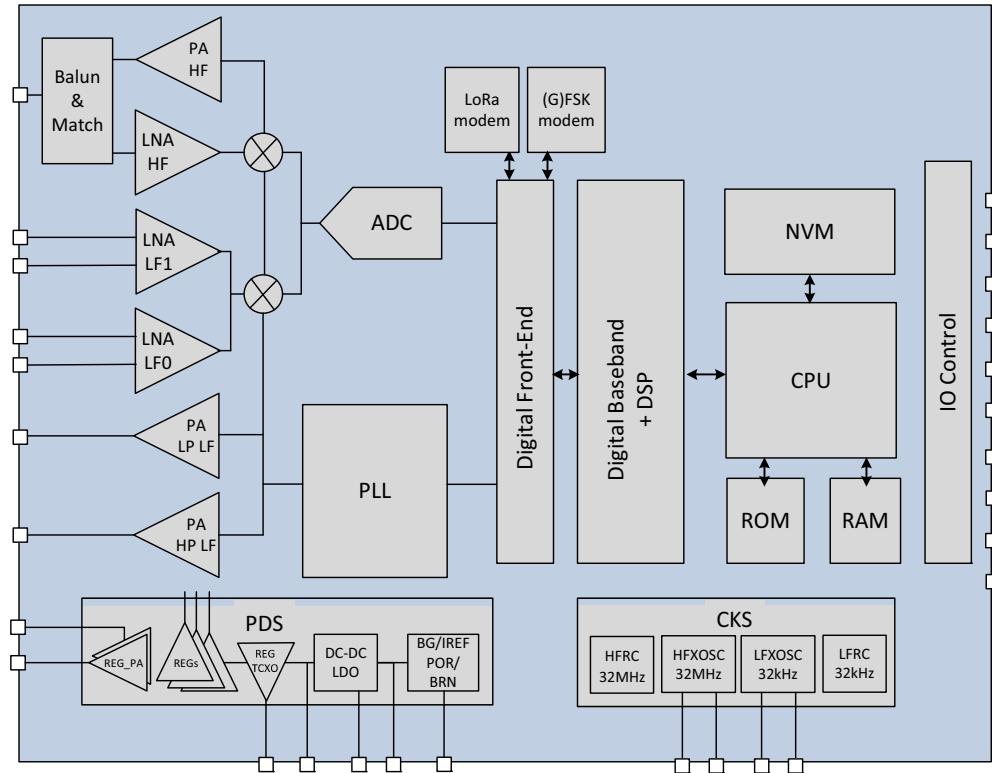 PA
HF
Balun
&
Match
LNA
HF
LNA
LF1
LNA
LF0
PA
LP LF
PA
HP LF
ADC
PLL
LoRa
modem
(G)FSK
modem
Digital Front-End
Digital Baseband
+ DSP
NVM
CPU
ROM
RAM
IO Control
PDS
REG_PA
REGs
REG
TCXO
DC-DC
LDO
BG/IREF
POR/
BRN
CKS
HFRC
32MHz
HFXOSC
32MHz
LFXOSC
32kHz
LFRC
32kHz